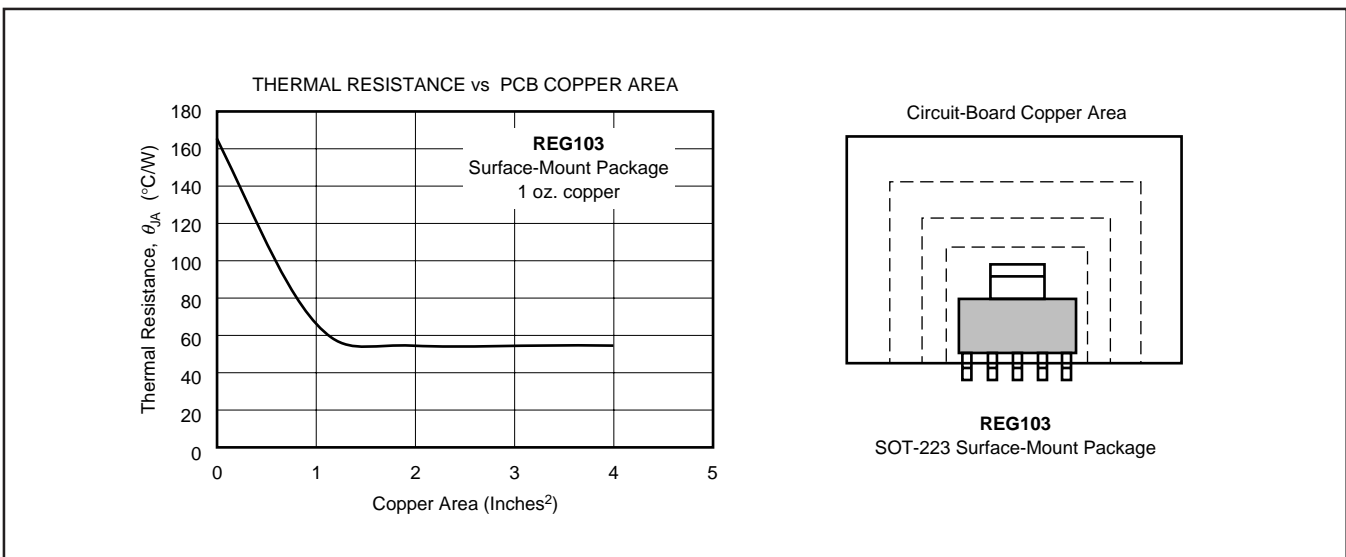 THERMAL RESISTANCE vs PCB COPPER AREA
Thermal Resistance, θJA (°C/W)
180
160
140
120
100
80
60
40
20
0
REG103
Surface-Mount Package
1 oz. copper
0 1 2 3 4 5
Copper Area (Inches²)
Circuit-Board Copper Area
REG103
SOT-223 Surface-Mount Package